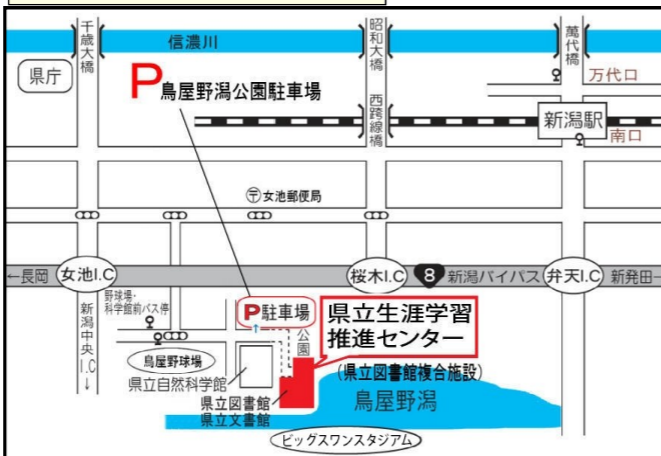 千歳大橋
信濃川
昭和大橋
萬代橋
県庁
P鳥屋野潟公園駐車場
西跨線橋
万代口
新潟駅
南口
〒女池郵便局
←長岡
女池I.C
桜木I.C
8
新潟バイパス
弁天I.C
新発田→
新潟中央I.C→
野球場・
科学館前バス停
P駐車場
公園
県立生涯学習
推進センター
(県立図書館複合施設)
鳥屋野球場
県立自然科学館
県立図書館
県立文書館
鳥屋野潟
ビッグスワンスタジアム